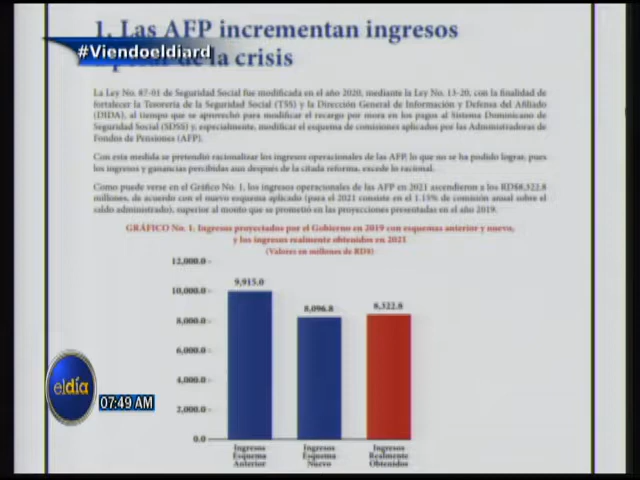 1. Las AFP incrementan ingresos
#Viendoeldiard
de la crisis
La Ley No. 87-01 de Seguridad Social fue modificada en el año 2020, mediante la Ley No. 13-20, con la finalidad de
fortalecer la Tesorería de la Seguridad Social (TSS) y la Dirección General de Información y Defensa del Afiliado
(DIDA), al tiempo que se aprovechó para modificar el recargo por mora en los pagos al Sistema Dominicano de
Seguridad Social (SDSS) y, especialmente, modificar el esquema de comisiones aplicados por las Administradoras de
Fondos de Pensiones (AFP).
Con esta medida se pretendió racionalizar los ingresos operacionales de las AFP, lo que no se ha podido lograr, pues
los ingresos y ganancias percibidas aun después de la citada reforma, excede lo racional.
Como puede verse en el Gráfico No. 1, los ingresos operacionales de las AFP en 2021 ascendieron a los RD$8,322.8
millones, de acuerdo con el nuevo esquema aplicado (para el 2021 consiste en el 1.15% de comisión anual sobre el
saldo administrado), superior al monto que se prometió en las proyecciones presentadas en el año 2019.
GRÁFICO No. 1: Ingresos proyectados por el Gobierno en 2019 con esquemas anterior y nuevo,
y los ingresos realmente obtenidos en 2021
(Valores en millones de RD$)
12,000.0
10,000.0
8,000.0
6,000.0
4,000.0
2,000.0
0.0
9,915.0
8,096.8
8,322.8
Ingresos Esquema Anterior
Ingresos Esquema Nuevo
Ingresos Realmente Obtenidos
eldía
07:49 AM